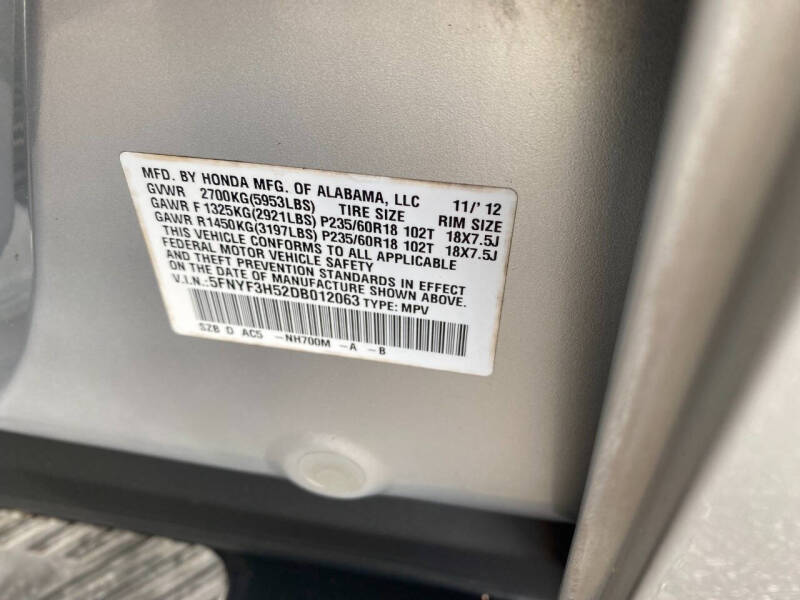 MFD. BY HONDA MFG. OF ALABAMA, LLC 11/' 12
GVWR 2700KG(5953LBS) TIRE SIZE RIM SIZE
GAWR F1325KG(2921LBS) P235/60R18 102T 18X7.5J
GAWR R1450KG(3197LBS) P235/60R18 102T 18X7.5J
THIS VEHICLE CONFORMS TO ALL APPLICABLE
FEDERAL MOTOR VEHICLE SAFETY
AND THEFT PREVENTION STANDARDS IN EFFECT
ON THE DATE OF MANUFACTURE SHOWN ABOVE.
V.I.N.:5FNYF3H52DB012063 TYPE: MPV
SZB D AC5 -NH700M -A -B